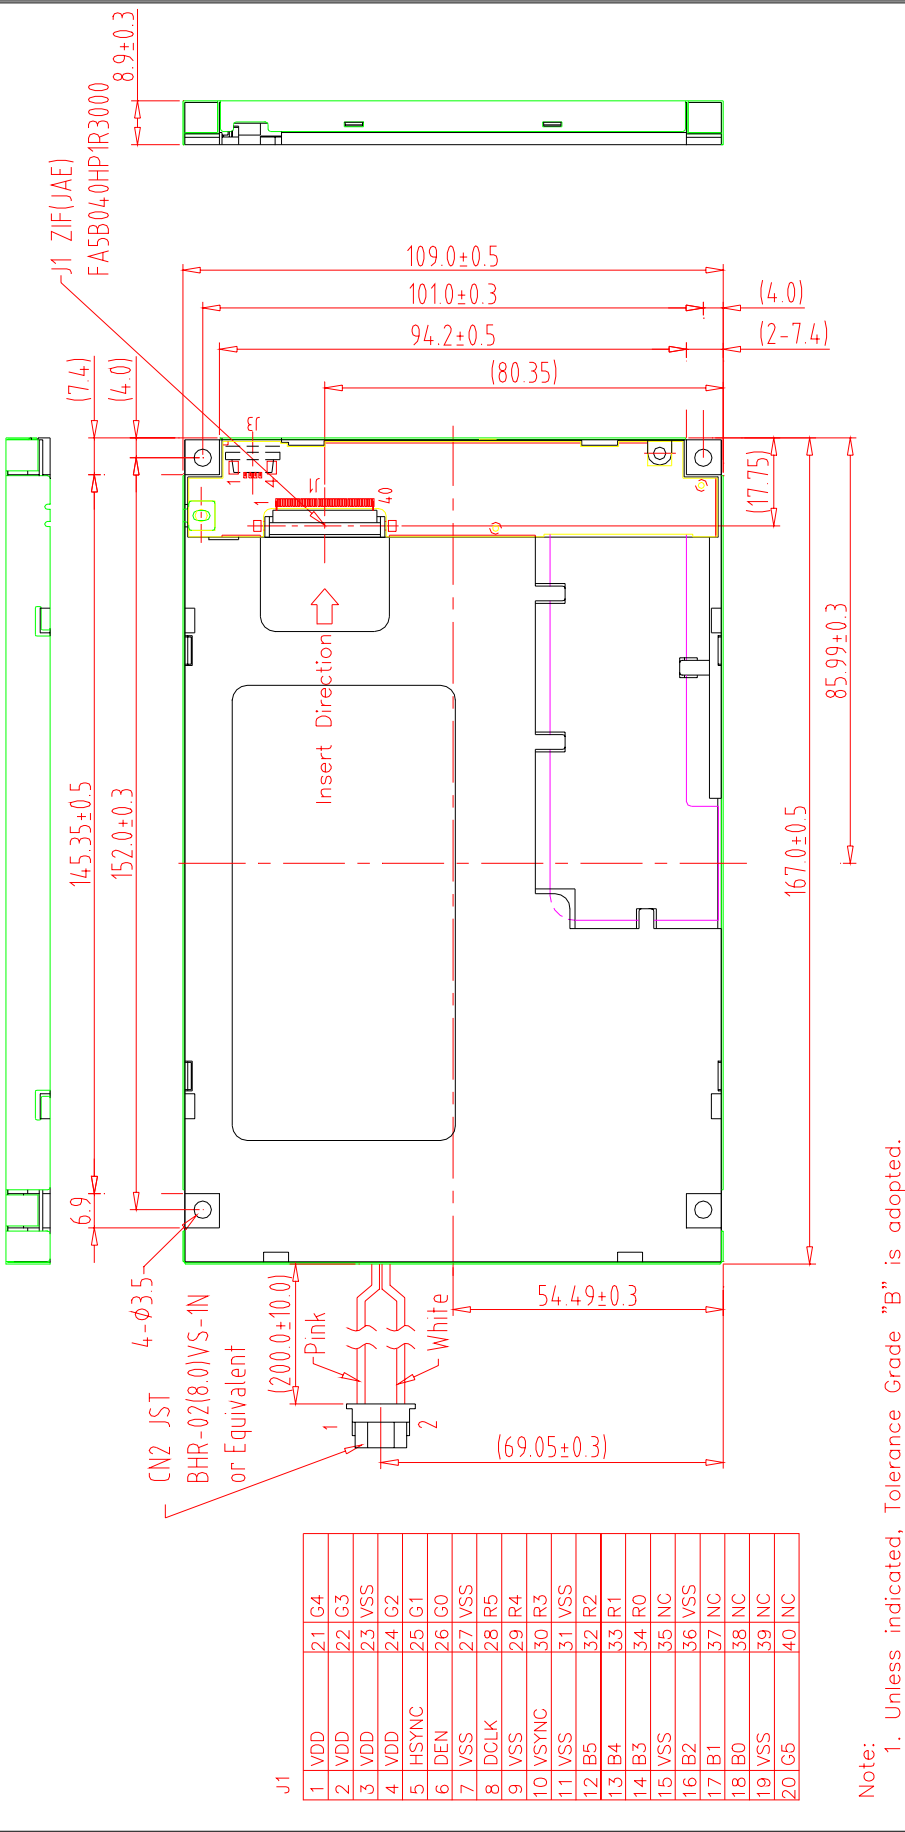 8.9±0.3
J1 ZIF(JAE)
FA5B040HP1R3000
109.0±0.5
101.0±0.3
(4.0)
94.2±0.5
(2-7.4)
(80.35)
(7.4)
(4.0)
J3
1
4
1
J1
40
(17.75)
Insert Direction
85.99±0.3
145.35±0.5
152.0±0.3
167.0±0.5
6.9
4-Ø3.5
CN2 JST
BHR-02(8.0)VS-1N
or Equivalent
(200.0±10.0)
Pink
White
1
2
54.49±0.3
(69.05±0.3)
J1
1 VDD 21 G4
2 VDD 22 G3
3 VDD 23 VSS
4 VDD 24 G2
5 HSYNC 25 G1
6 DEN 26 G0
7 VSS 27 VSS
8 DCLK 28 R5
9 VSS 29 R4
10 VSYNC 30 R3
11 VSS 31 VSS
12 B5 32 R2
13 B4 33 R1
14 B3 34 R0
15 VSS 35 NC
16 B2 36 VSS
17 B1 37 NC
18 B0 38 NC
19 VSS 39 NC
20 G5 40 NC
Note:
1. Unless indicated, Tolerance Grade "B" is adopted.